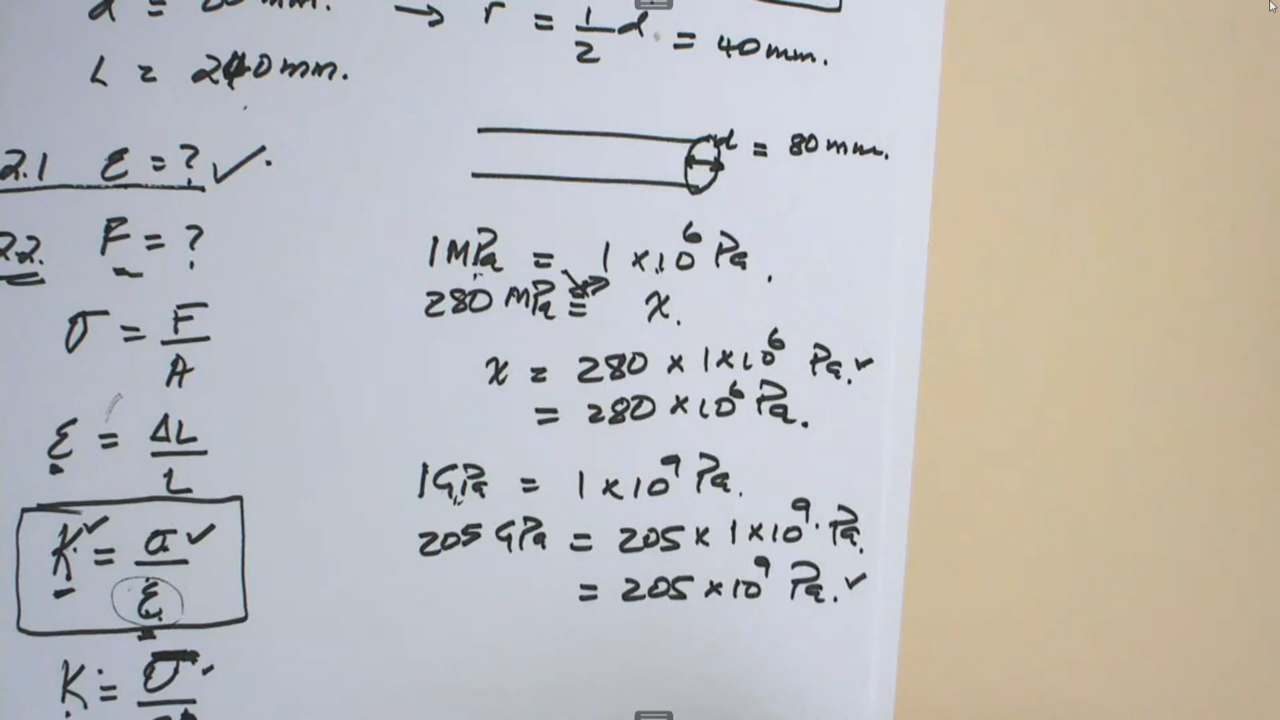 d = 80mm. → r = 1/2 d = 40mm.
L = 240mm.
d = 80mm.
2.1 ε = ? ✓.
2.2. F = ?
σ = F/A
ε = ΔL/L
K✓ = σ✓/ε
K = σ
1MPa = 1 × 10⁶ Pa.
280 MPa = x.
x = 280 × 1×10⁶ Pa.✓
= 280 ×10⁶ Pa.
1GPa = 1×10⁹ Pa.
205 GPa = 205 × 1×10⁹. Pa.
= 205 ×10⁹ Pa.✓